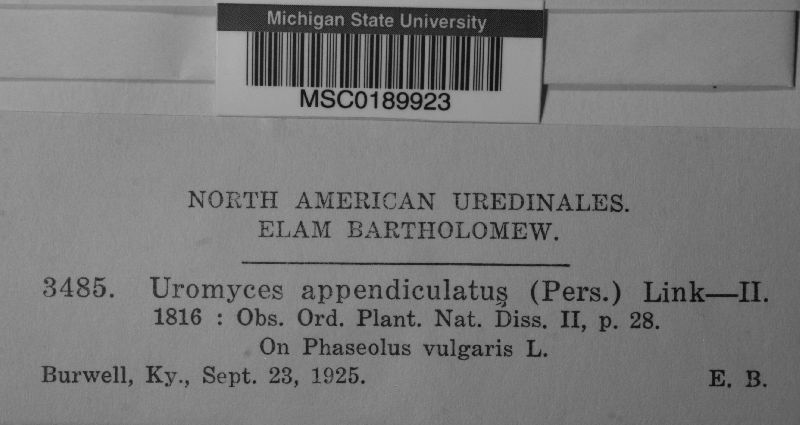 Michigan State University
MSC0189923
NORTH AMERICAN UREDINALES.
ELAM BARTHOLOMEW.
3485. Uromyces appendiculatus (Pers.) Link—II.
1816 : Obs. Ord. Plant. Nat. Diss. II, p. 28.
On Phaseolus vulgaris L.
Burwell, Ky., Sept. 23, 1925. E. B.